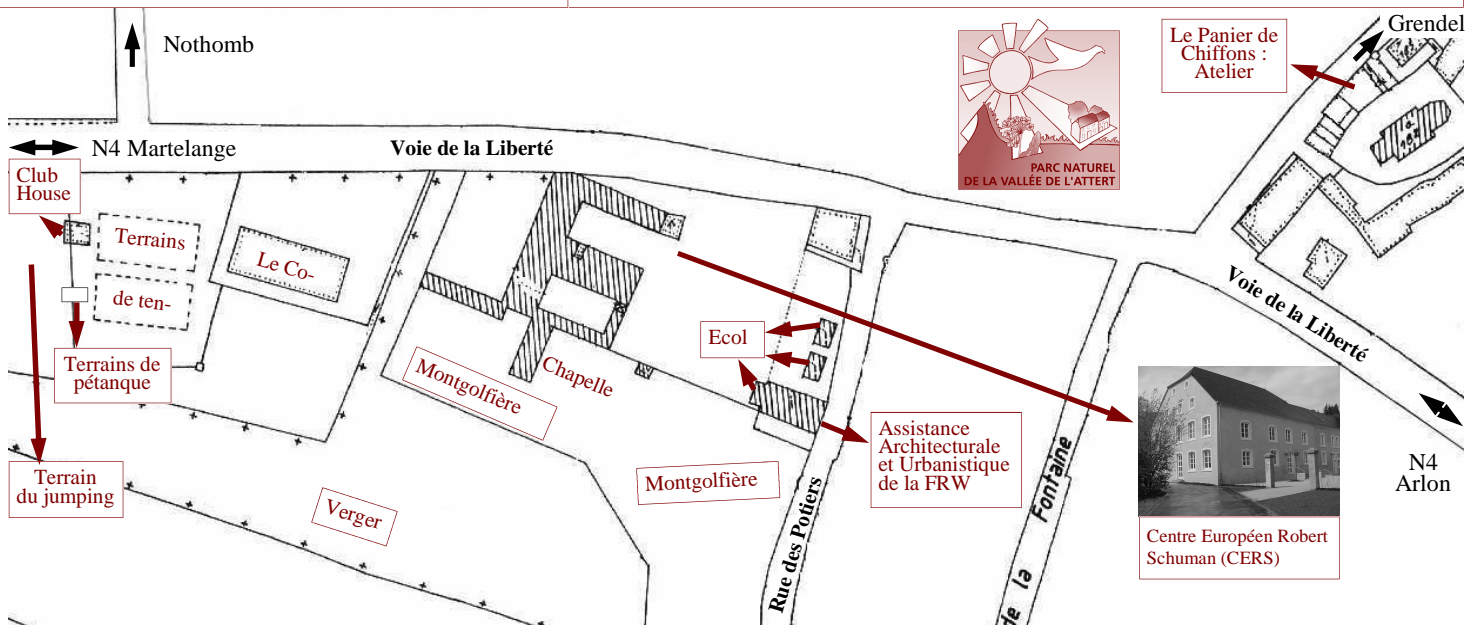 Nothomb
Grendel
Le Panier de
Chiffons :
Atelier
PARC NATUREL
DE LA VALLÉE DE L'ATTERT
N4 Martelange
Voie de la Liberté
Club
House
Terrains
de ten-
Le Co-
Terrains de
pétanque
Terrain
du jumping
Montgolfière
Chapelle
Ecol
Verger
Montgolfière
Assistance
Architecturale
et Urbanistique
de la FRW
Rue des Potiers
de la Fontaine
Voie de la Liberté
N4
Arlon
Centre Européen Robert
Schuman (CERS)